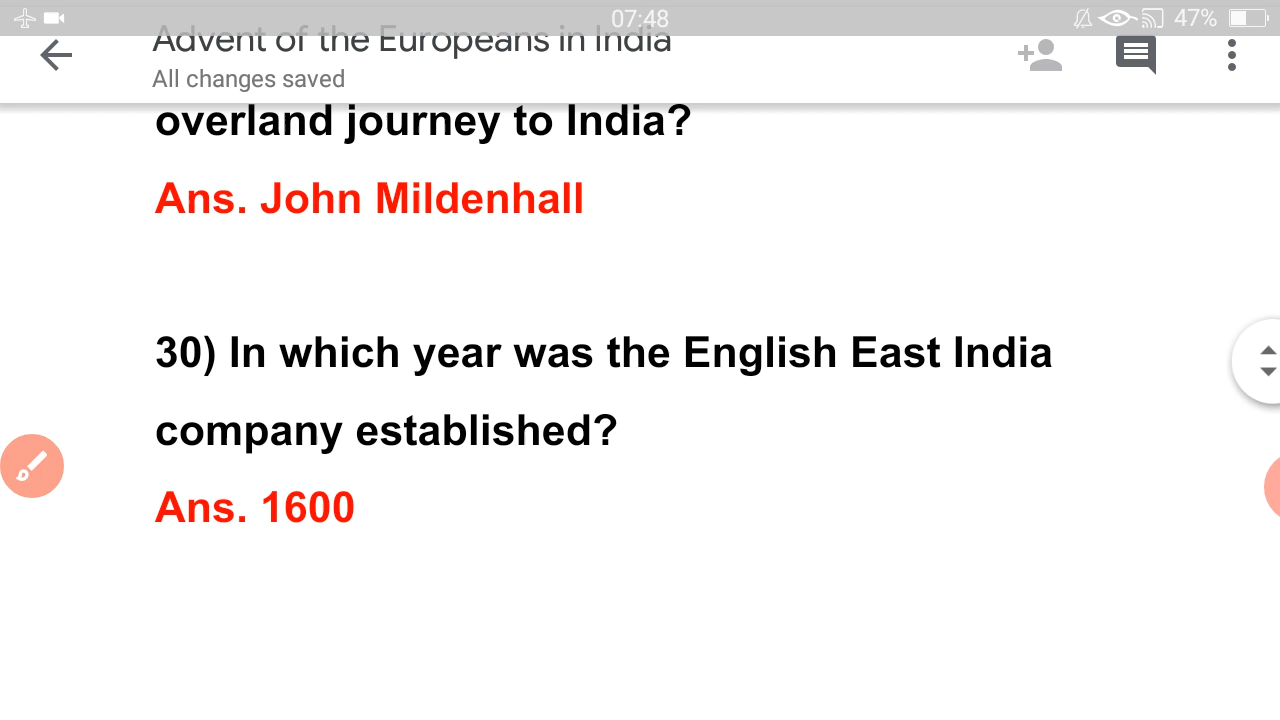 07:48
47%
Advent of the Europeans in India
All changes saved
overland journey to India?
Ans. John Mildenhall
30) In which year was the English East India
company established?
Ans. 1600